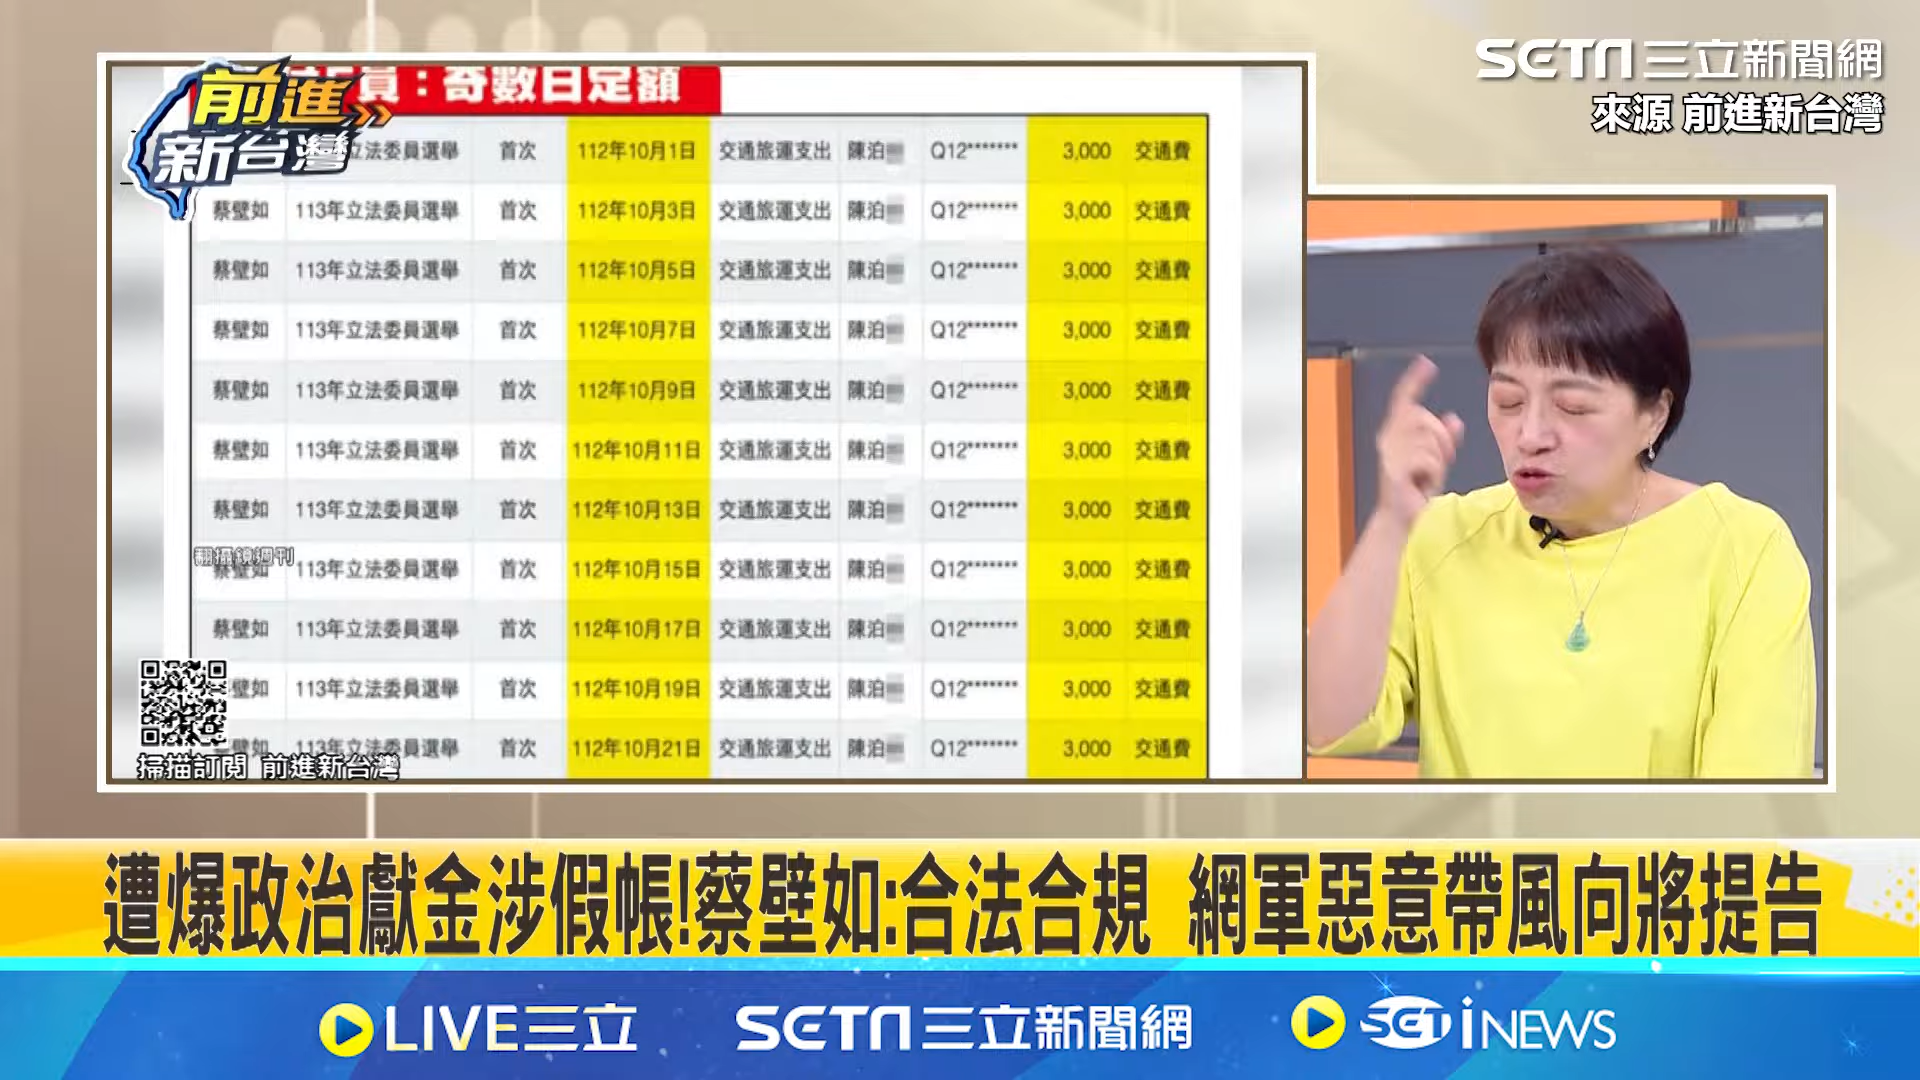 SETN三立新聞網
來源 前進新台灣
前進
新台灣
員：奇數日足額
立法委員選舉 首次 112年10月1日 交通旅運支出 陳泊 Q12******* 3,000 交通費
蔡壁如 113年立法委員選舉 首次 112年10月3日 交通旅運支出 陳泊 Q12******* 3,000 交通費
蔡壁如 113年立法委員選舉 首次 112年10月5日 交通旅運支出 陳泊 Q12******* 3,000 交通費
蔡壁如 113年立法委員選舉 首次 112年10月7日 交通旅運支出 陳泊 Q12******* 3,000 交通費
蔡壁如 113年立法委員選舉 首次 112年10月9日 交通旅運支出 陳泊 Q12******* 3,000 交通費
蔡壁如 113年立法委員選舉 首次 112年10月11日 交通旅運支出 陳泊 Q12******* 3,000 交通費
蔡壁如 113年立法委員選舉 首次 112年10月13日 交通旅運支出 陳泊 Q12******* 3,000 交通費
翻攝鏡週刊
蔡壁如 113年立法委員選舉 首次 112年10月15日 交通旅運支出 陳泊 Q12******* 3,000 交通費
蔡壁如 113年立法委員選舉 首次 112年10月17日 交通旅運支出 陳泊 Q12******* 3,000 交通費
壁如 113年立法委員選舉 首次 112年10月19日 交通旅運支出 陳泊 Q12******* 3,000 交通費
壁如 113年立法委員選舉 首次 112年10月21日 交通旅運支出 陳泊 Q12******* 3,000 交通費
掃描訂閱 前進新台灣
遭爆政治獻金涉假帳!蔡壁如:合法合規 網軍惡意帶風向將提告
LIVE三立 SETN三立新聞網 SET iNEWS